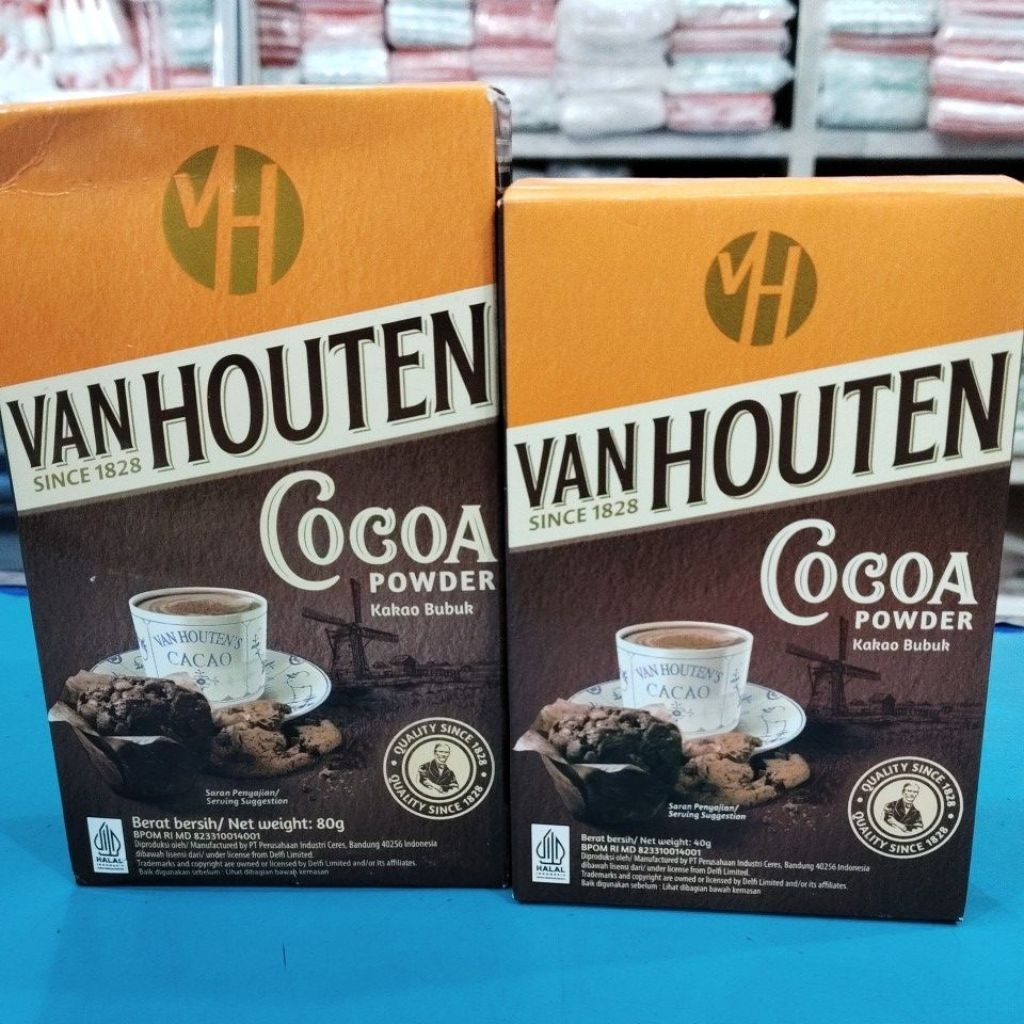 VH
VAN HOUTEN
SINCE 1828
COCOA
POWDER
Kakao Bubuk
VAN HOUTEN'S
CACAO
QUALITY SINCE 1828
QUALITY SINCE 1828
Saran Penyajian/
Serving Suggestion
HALAL
INDONESIA
Berat bersih/ Net weight: 80g
BPOM RI MD 823310014001
Diproduksi oleh/ Manufactured by PT Perusahaan Industri Ceres, Bandung 40256 Indonesia
dibawah lisensi dari/ under license from Delfi Limited.
Trademarks and copyright are owned or licensed by Delfi Limited and/or its affiliates.
Baik digunakan sebelum : Lihat dibagian bawah kemasan
VH
VAN HOUTEN
SINCE 1828
COCOA
POWDER
Kakao Bubuk
VAN HOUTEN'S
CACAO
QUALITY SINCE 1828
QUALITY SINCE 1828
Saran Penyajian/
Serving Suggestion
HALAL
INDONESIA
Berat bersih/ Net weight: 40g
BPOM RI MD 823310014001
Diproduksi oleh/ Manufactured by PT Perusahaan Industri Ceres, Bandung 40256 Indonesia
dibawah lisensi dari/ under license from Delfi Limited.
Trademarks and copyright are owned or licensed by Delfi Limited and/or its affiliates.
Baik digunakan sebelum : Lihat dibagian bawah kemasan